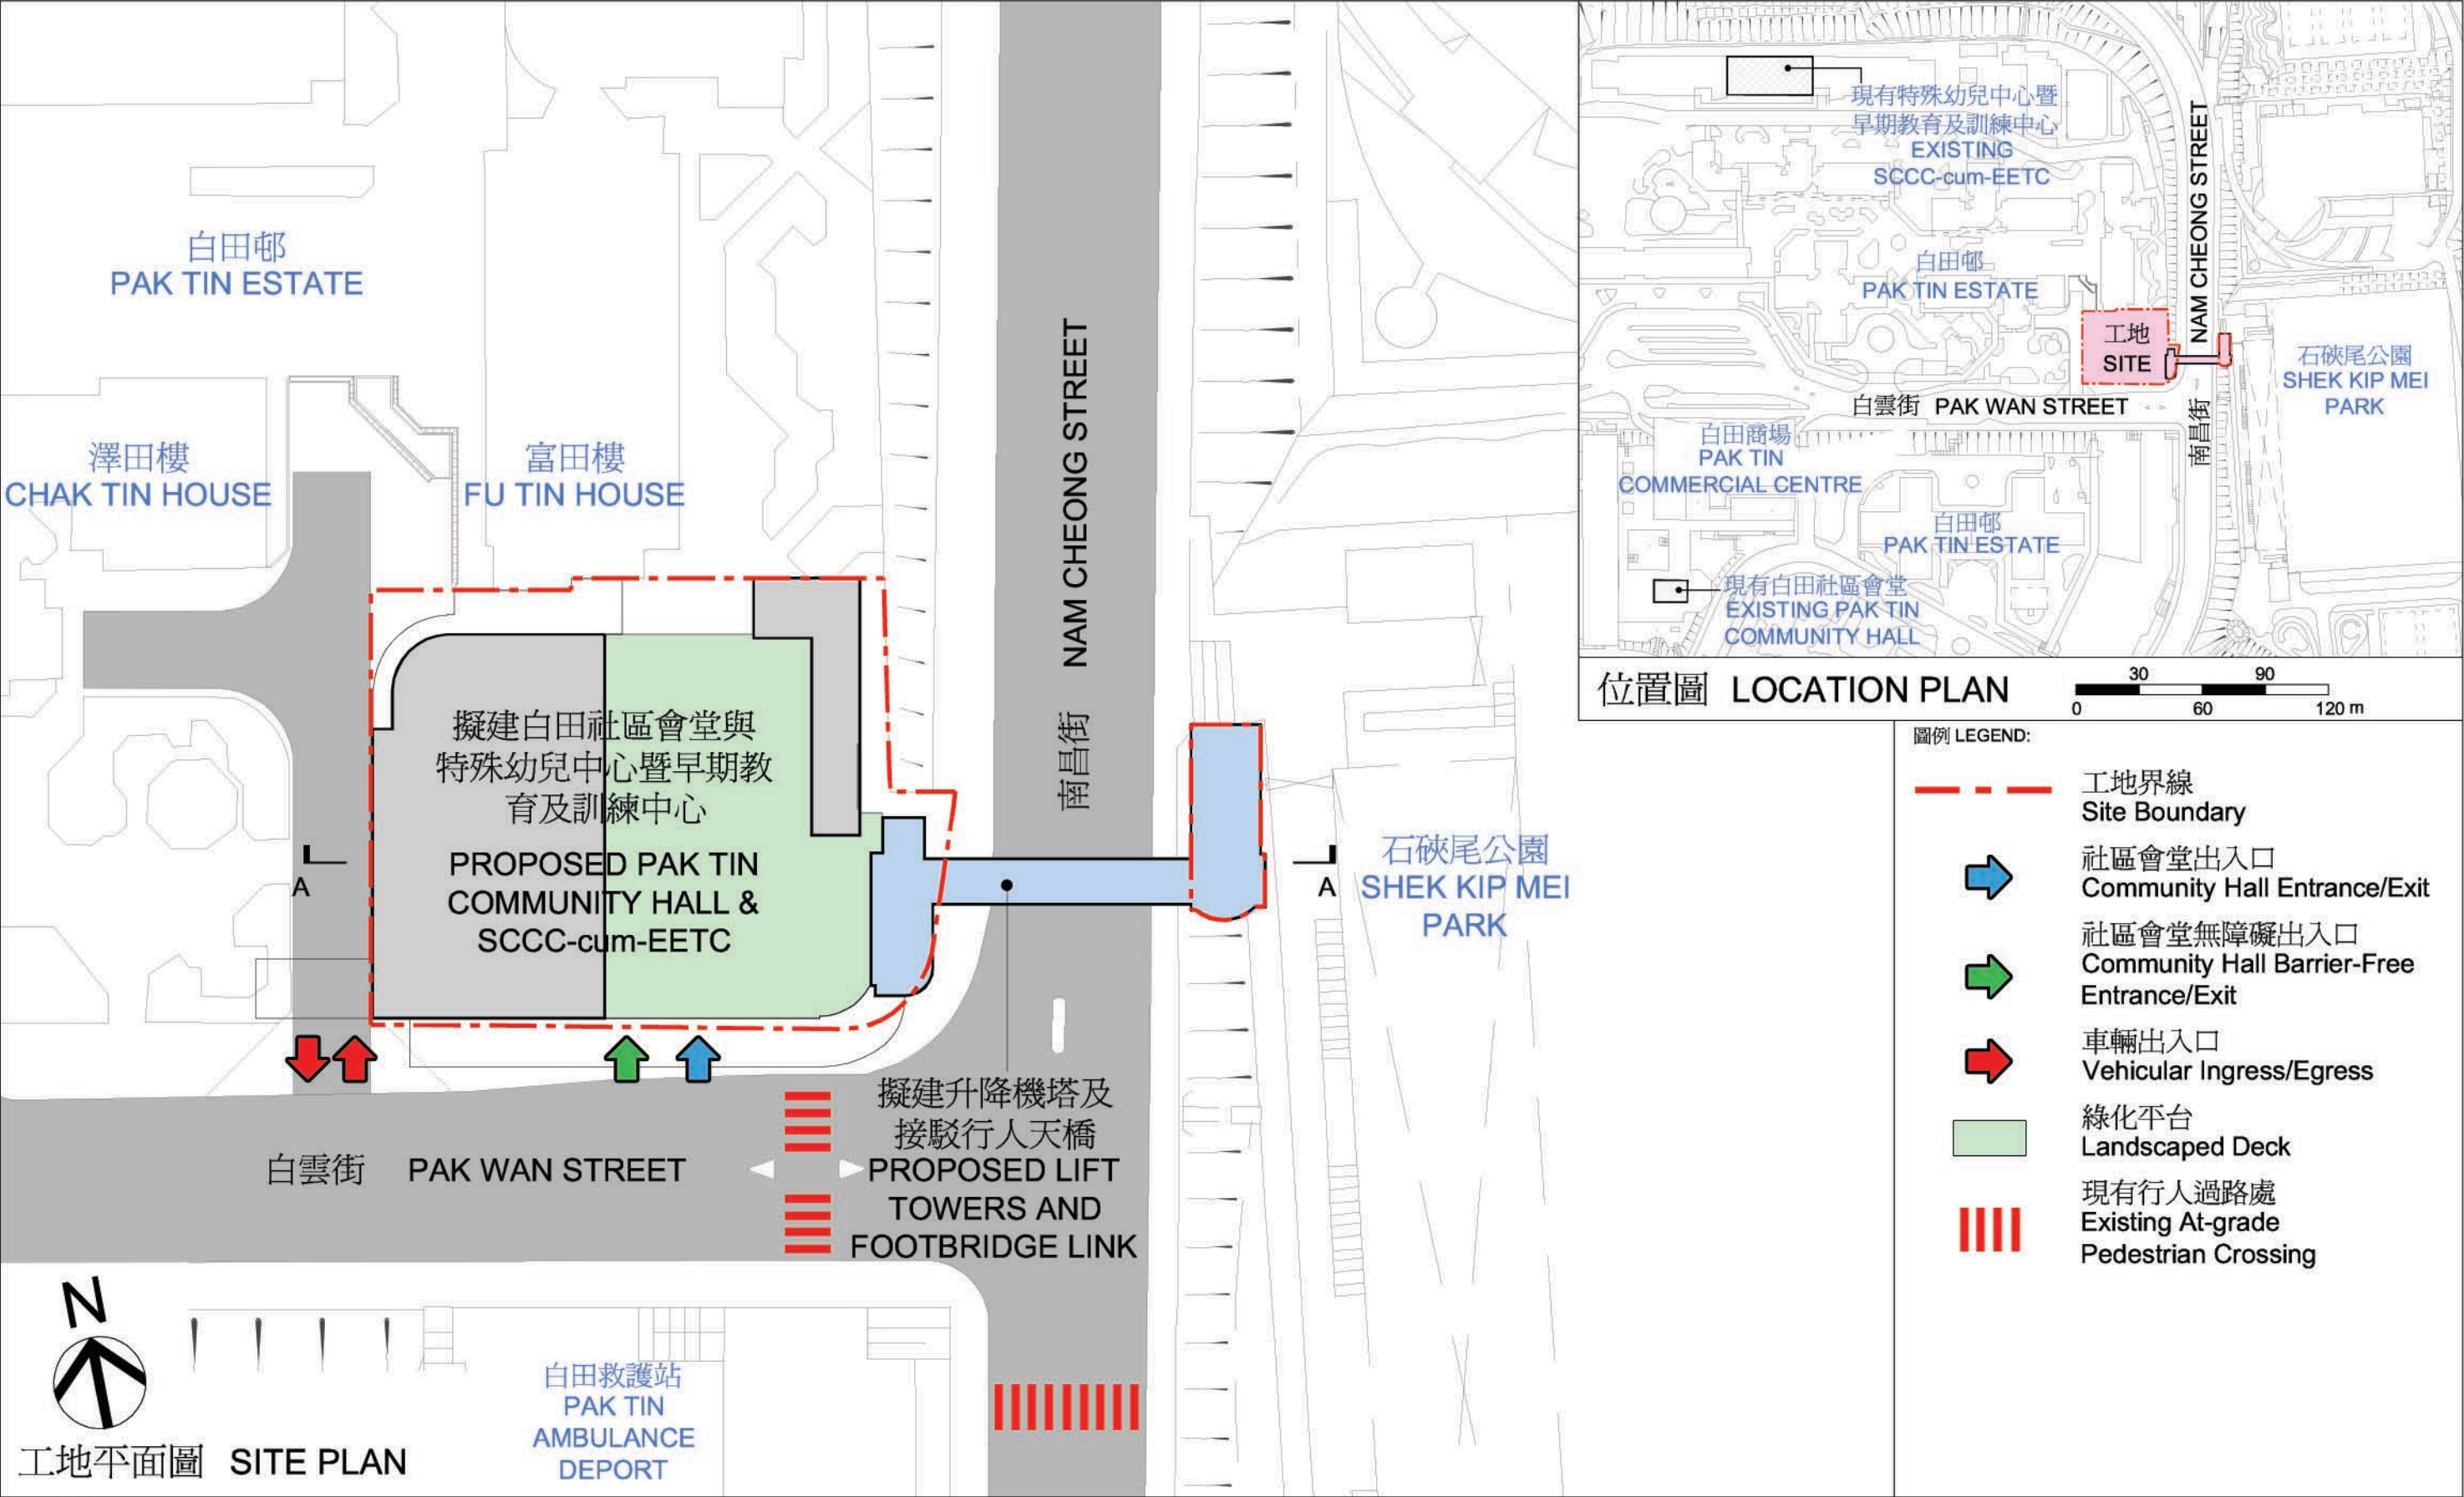 白田邨
PAK TIN ESTATE
澤田樓
CHAK TIN HOUSE
富田樓
FU TIN HOUSE
南昌街 NAM CHEONG STREET
擬建白田社區會堂與
特殊幼兒中心暨早期教
育及訓練中心
PROPOSED PAK TIN
COMMUNITY HALL &
SCCC-cum-EETC
A
A
石硤尾公園
SHEK KIP MEI
PARK
擬建升降機塔及
接駁行人天橋
PROPOSED LIFT
TOWERS AND
FOOTBRIDGE LINK
白雲街 PAK WAN STREET
N
白田救護站
PAK TIN
AMBULANCE
DEPORT
工地平面圖 SITE PLAN
現有特殊幼兒中心暨
早期教育及訓練中心
EXISTING
SCCC-cum-EETC
NAM CHEONG STREET
南昌街
白田邨
PAK TIN ESTATE
工地
SITE
石硤尾公園
SHEK KIP MEI
PARK
白雲街 PAK WAN STREET
白田商場
PAK TIN
COMMERCIAL CENTRE
白田邨
PAK TIN ESTATE
現有白田社區會堂
EXISTING PAK TIN
COMMUNITY HALL
位置圖 LOCATION PLAN
30 90
0 60 120 m
圖例 LEGEND:
工地界線
Site Boundary
社區會堂出入口
Community Hall Entrance/Exit
社區會堂無障礙出入口
Community Hall Barrier-Free
Entrance/Exit
車輛出入口
Vehicular Ingress/Egress
綠化平台
Landscaped Deck
現有行人過路處
Existing At-grade
Pedestrian Crossing